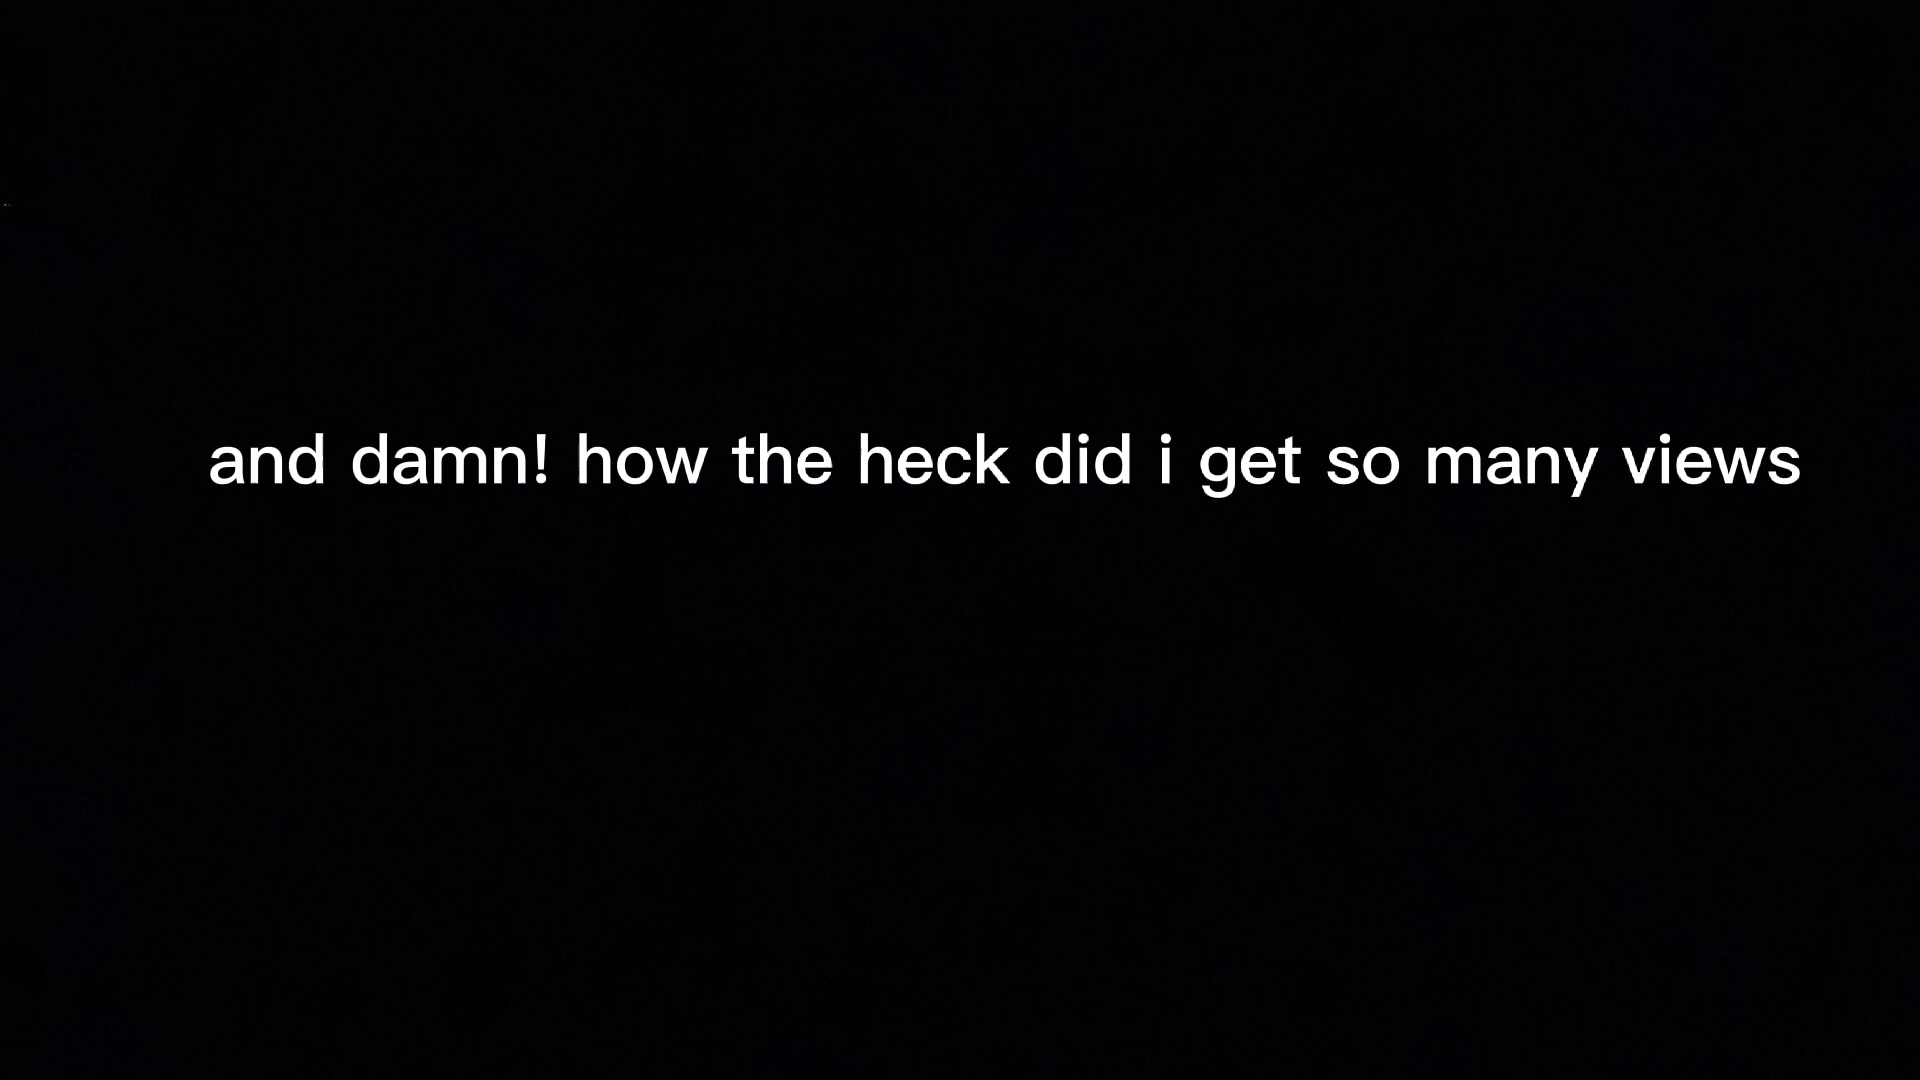 and damn! how the heck did i get so many views